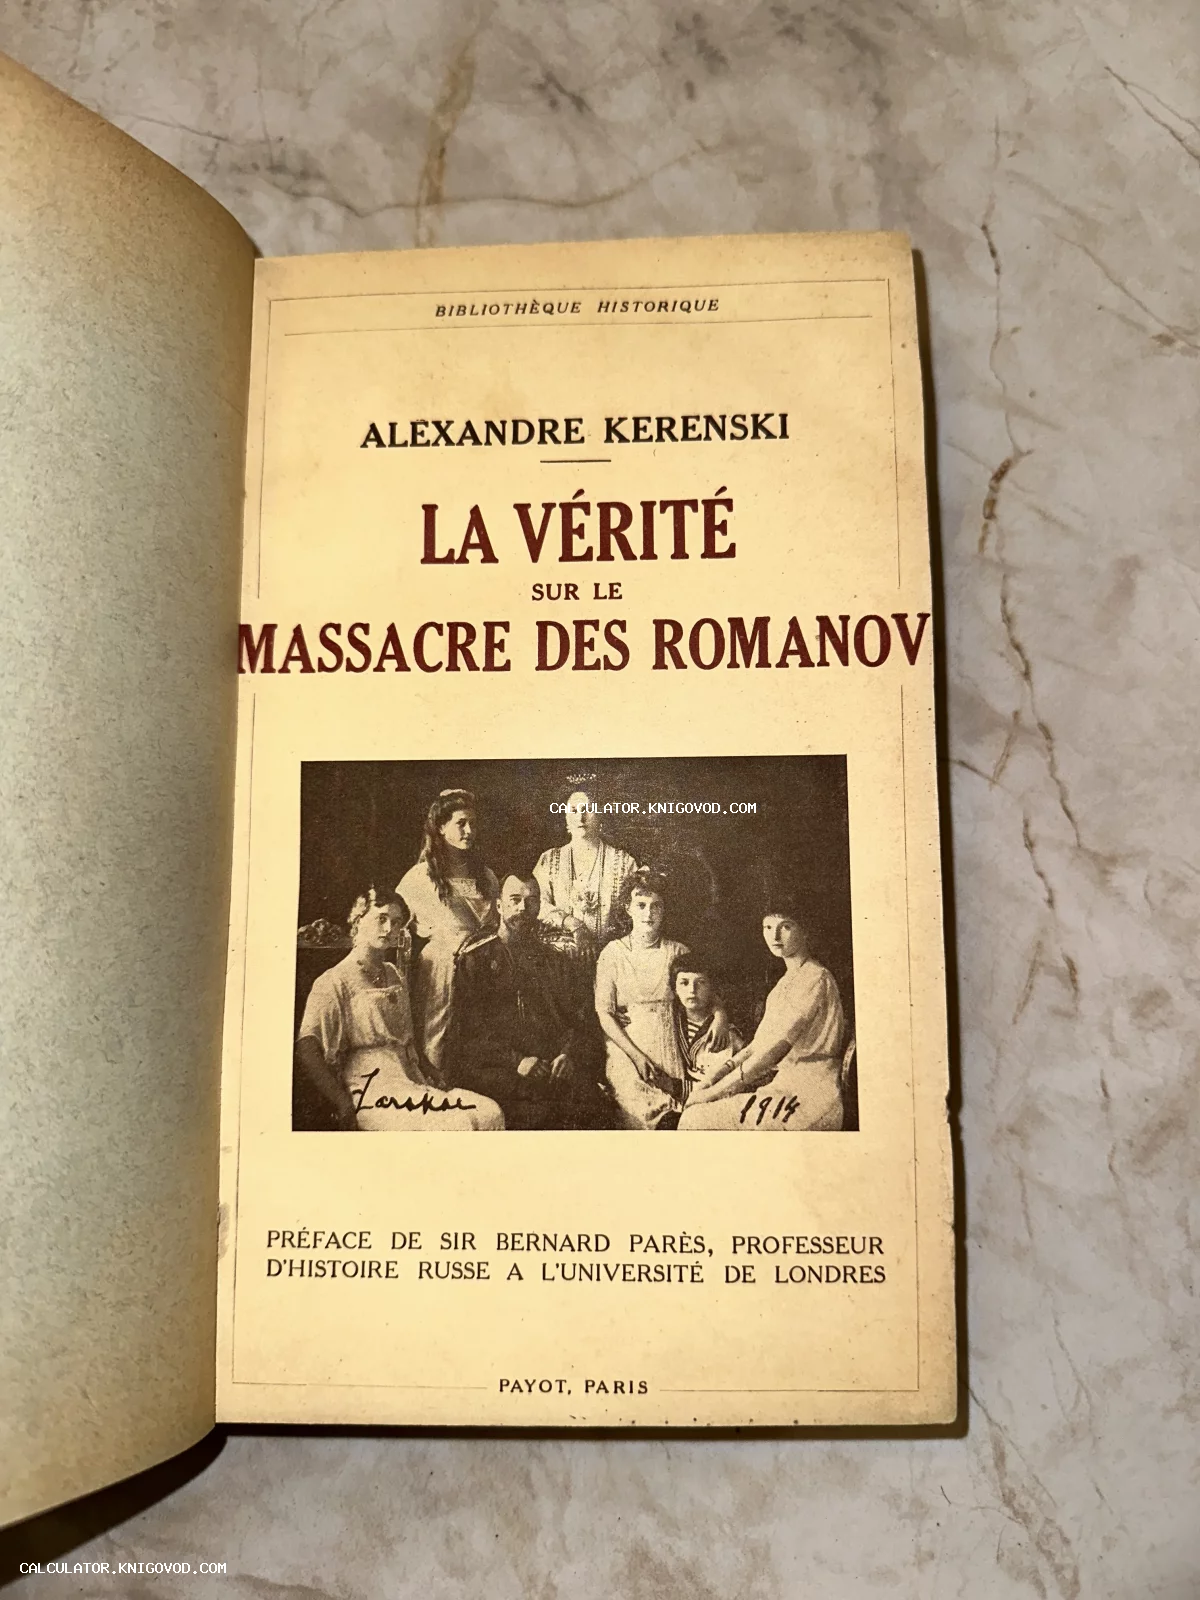 BIBLIOTHÈQUE HISTORIQUE
ALEXANDRE KERENSKI
LA VÉRITÉ
SUR LE
MASSACRE DES ROMANOV
CALCULATOR.KNIGOVOD.COM
1914
PRÉFACE DE SIR BERNARD PARÈS, PROFESSEUR
D'HISTOIRE RUSSE A L'UNIVERSITÉ DE LONDRES
PAYOT, PARIS
CALCULATOR.KNIGOVOD.COM